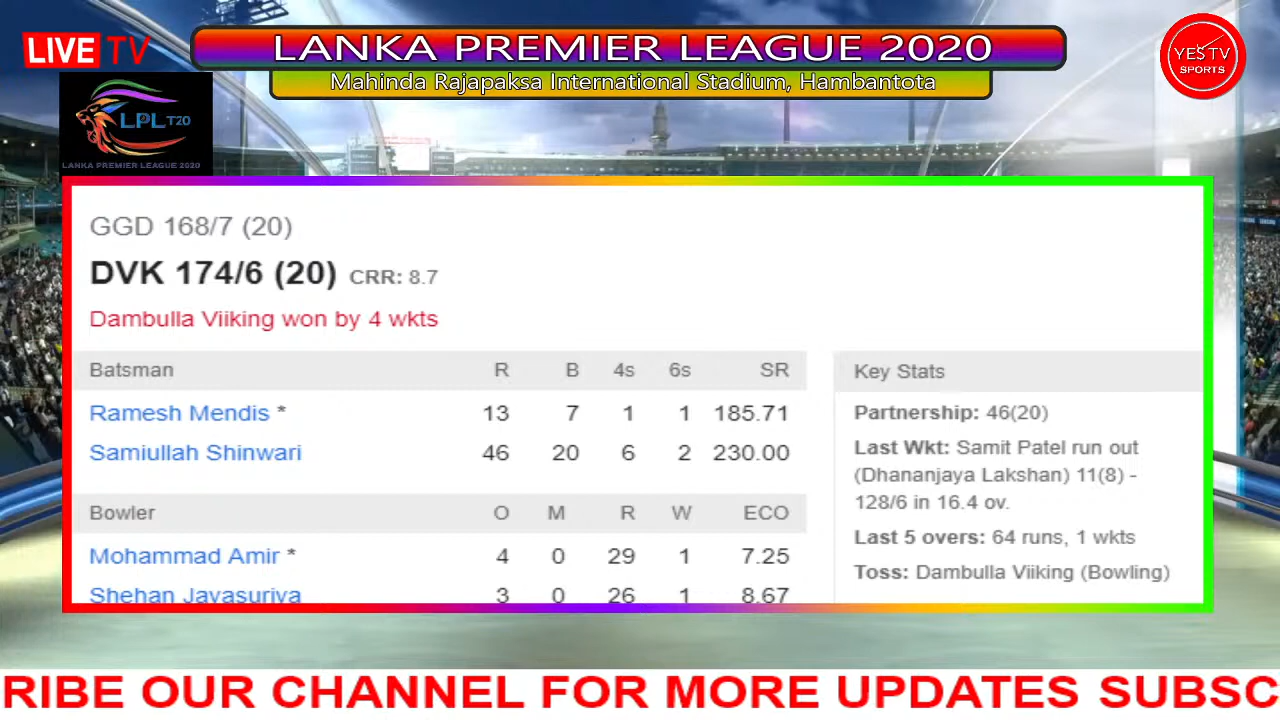 LIVE TV
LANKA PREMIER LEAGUE 2020
YES TV
SPORTS
Mahinda Rajapaksa International Stadium, Hambantota
LPL T20
LANKA PREMIER LEAGUE 2020
GGD 168/7 (20)
DVK 174/6 (20) CRR: 8.7
Dambulla Viiking won by 4 wkts
Batsman R B 4s 6s SR
Ramesh Mendis * 13 7 1 1 185.71
Samiullah Shinwari 46 20 6 2 230.00
Bowler O M R W ECO
Mohammad Amir * 4 0 29 1 7.25
Shehan Jayasuriya 3 0 26 1 8.67
Key Stats
Partnership: 46(20)
Last Wkt: Samit Patel run out
(Dhananjaya Lakshan) 11(8) -
128/6 in 16.4 ov.
Last 5 overs: 64 runs, 1 wkts
Toss: Dambulla Viiking (Bowling)
RIBE OUR CHANNEL FOR MORE UPDATES SUBSC